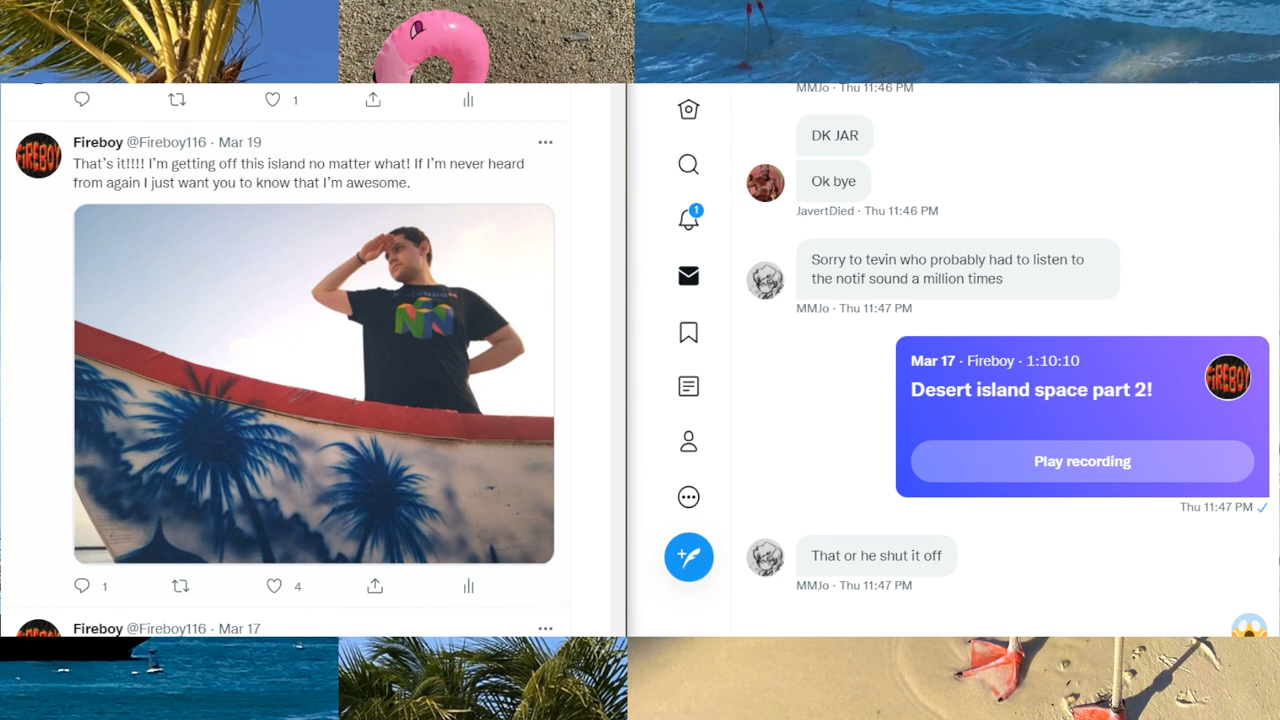 1
Fireboy @Fireboy116 · Mar 19
That's it!!!! I'm getting off this island no matter what! If I'm never heard
from again I just want you to know that I'm awesome.
FIREBOY
NINTENDO
1
4
Fireboy @Fireboy116 · Mar 17
MMJo · Thu 11:46 PM
DK JAR
Ok bye
JavertDied · Thu 11:46 PM
1
Sorry to tevin who probably had to listen to
the notif sound a million times
MMJo · Thu 11:47 PM
Mar 17 · Fireboy · 1:10:10
FIREBOY
Desert island space part 2!
Play recording
Thu 11:47 PM
That or he shut it off
MMJo · Thu 11:47 PM